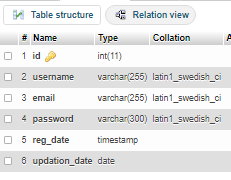 Table structure Relation view
# Name Type Collation A
1 id int(11)
2 username varchar(255) latin1_swedish_ci
3 email varchar(255) latin1_swedish_ci
4 password varchar(300) latin1_swedish_ci
5 reg_date timestamp
6 updation_date date